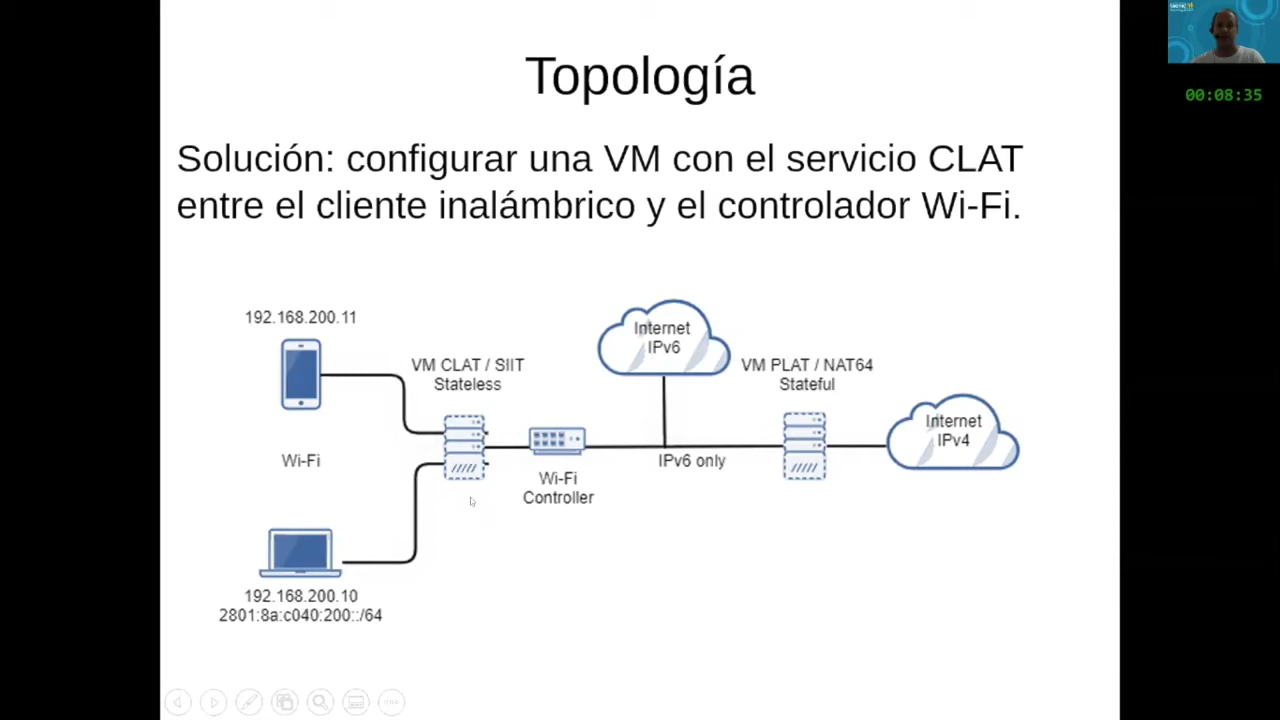 00:08:35
Topología
Solución: configurar una VM con el servicio CLAT
entre el cliente inalámbrico y el controlador Wi-Fi.
192.168.200.11
Internet
IPv6
VM CLAT / SIIT
Stateless
VM PLAT / NAT64
Stateful
Internet
IPv4
Wi-Fi
IPv6 only
Wi-Fi
Controller
192.168.200.10
2801:8a:c040:200::/64